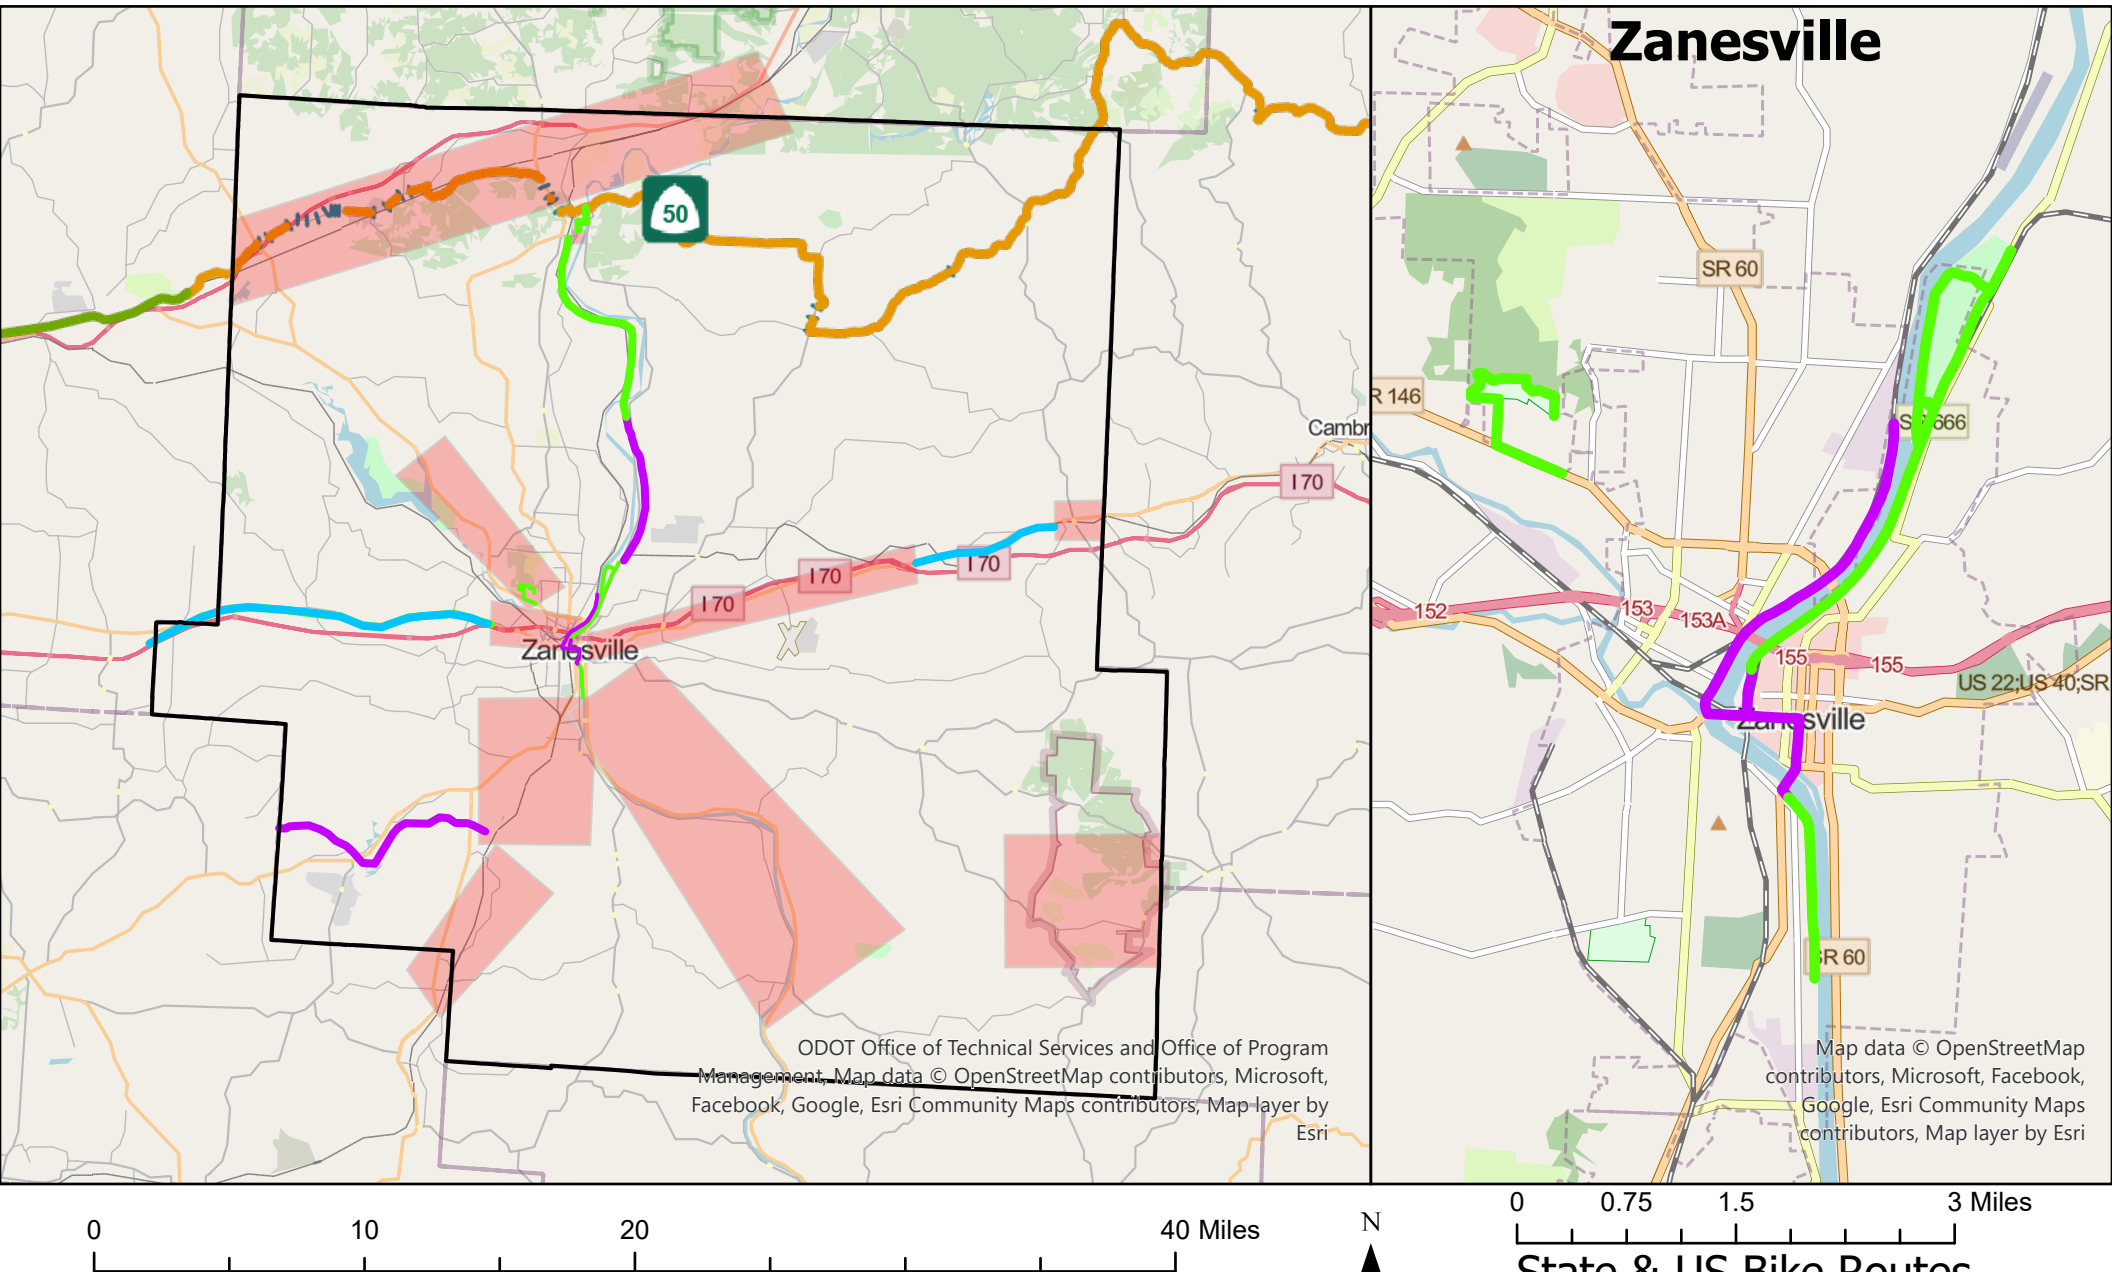 Zanesville
50
SR 60
R 146
SR 666
Cambr
I 70
I 70
I 70
I 70
152
153
153A
155
155
US 22;US 40;SR
Zanesville
Zanesville
SR 60
ODOT Office of Technical Services and Office of Program
Management, Map data © OpenStreetMap contributors, Microsoft,
Facebook, Google, Esri Community Maps contributors, Map layer by
Esri
Map data © OpenStreetMap
contributors, Microsoft, Facebook,
Google, Esri Community Maps
contributors, Map layer by Esri
0 10 20 40 Miles
N
0 0.75 1.5 3 Miles
State & US Bike Routes